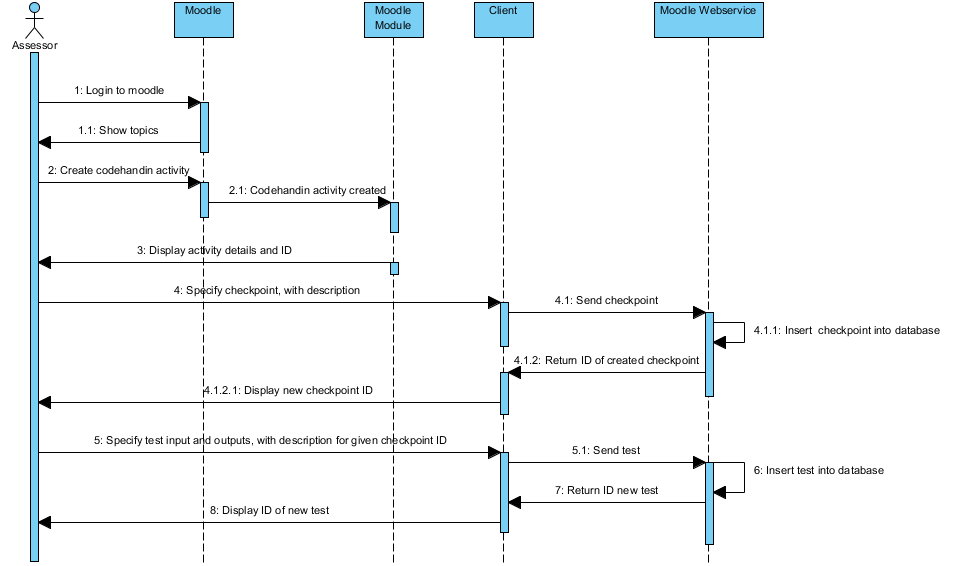 Moodle
Moodle
Module
Client
Moodle Webservice
Assessor
1: Login to moodle
1.1: Show topics
2: Create codehandin activity
2.1: Codehandin activity created
3: Display activity details and ID
4: Specify checkpoint, with description
4.1: Send checkpoint
4.1.1: Insert  checkpoint into database
4.1.2: Return ID of created checkpoint
4.1.2.1: Display new checkpoint ID
5: Specify test input and outputs, with description for given checkpoint ID
5.1: Send test
6: Insert test into database
7: Return ID new test
8: Display ID of new test